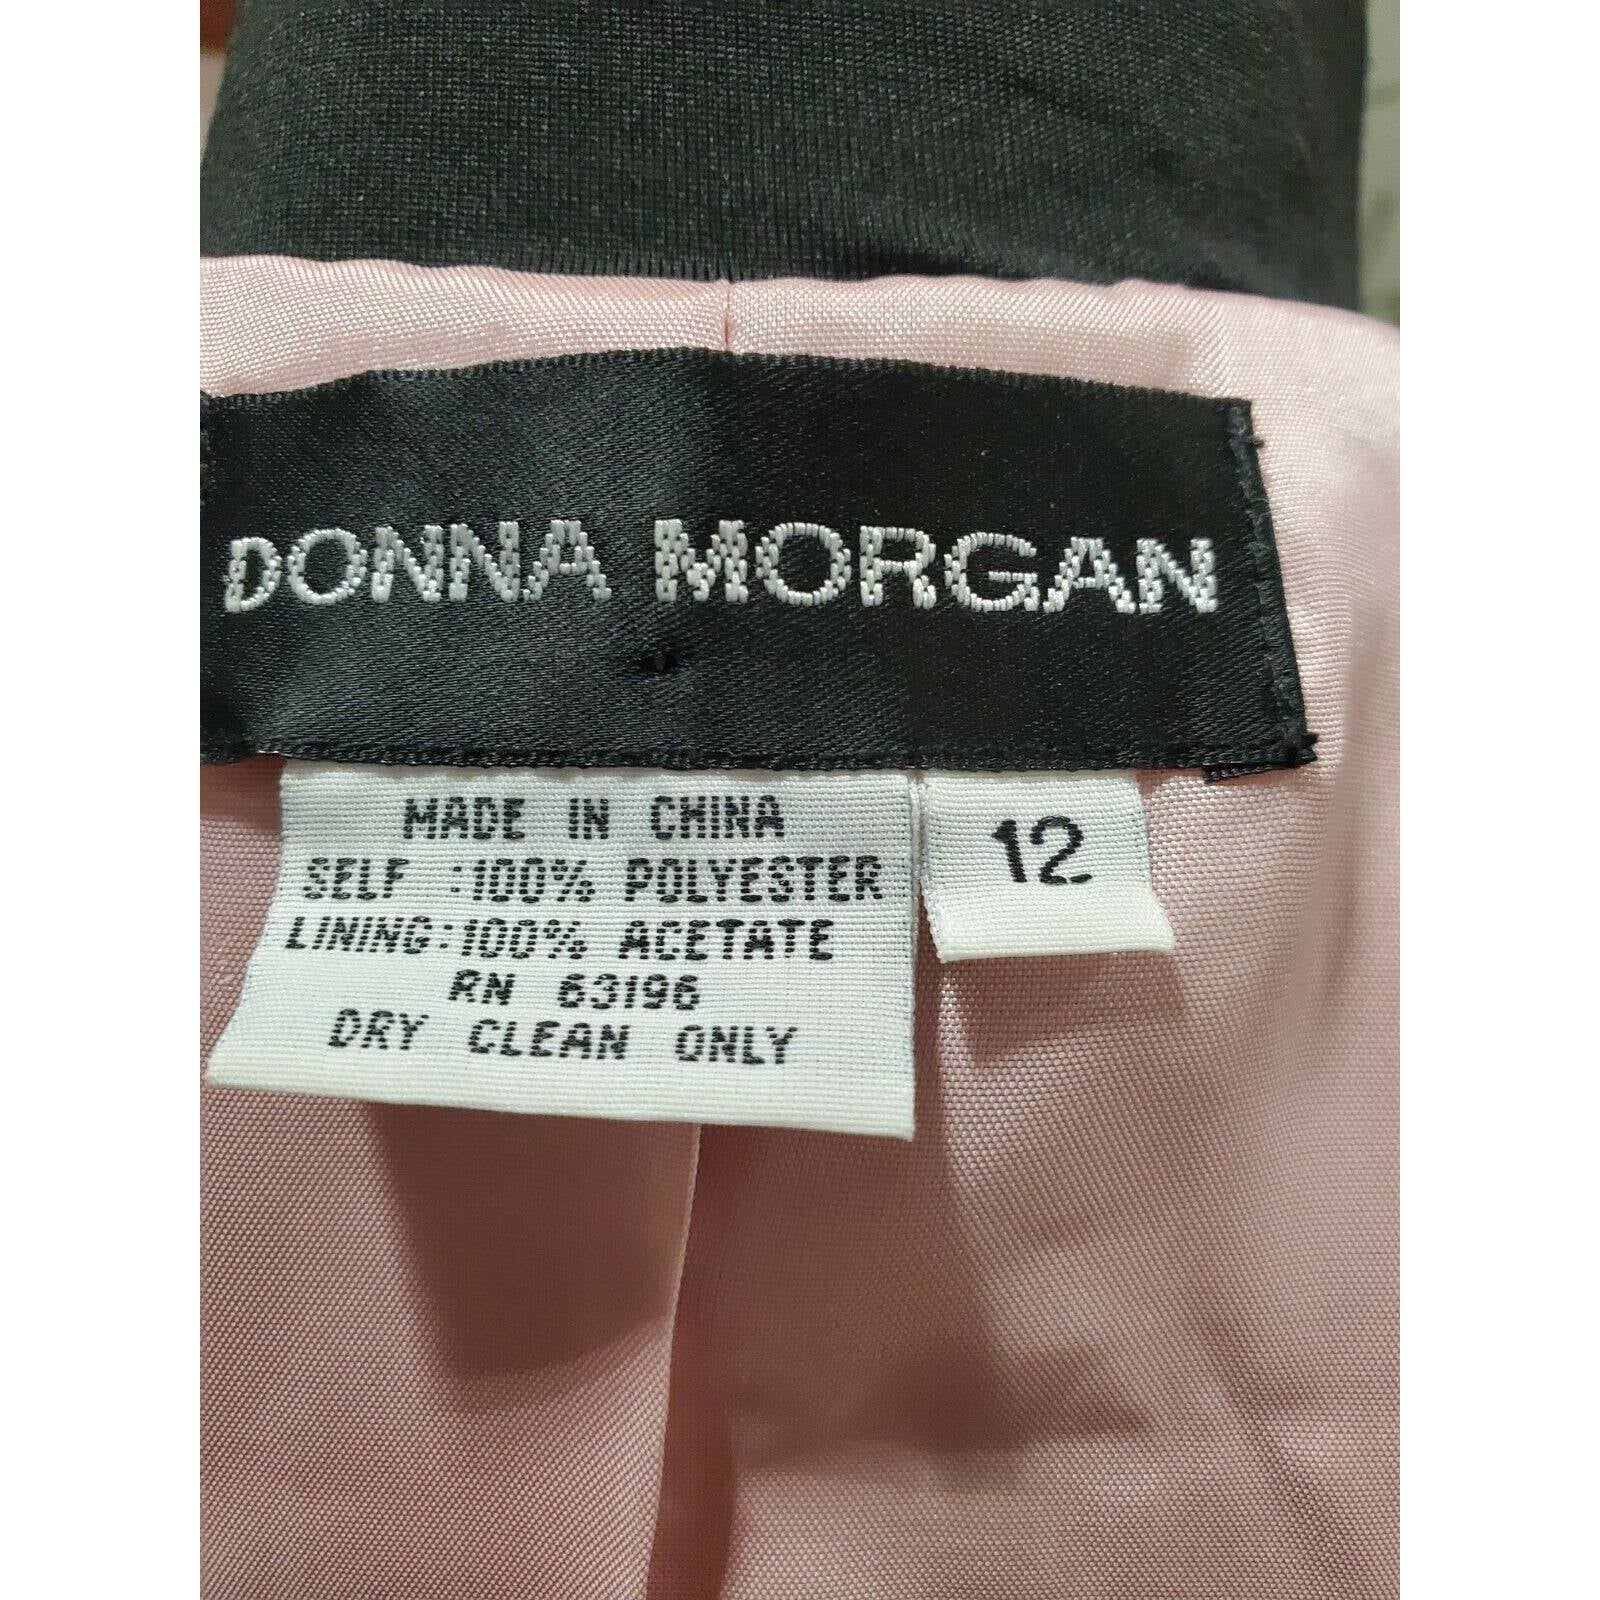 DONNA MORGAN
MADE IN CHINA
SELF :100% POLYESTER
LINING:100% ACETATE
RN 63196
DRY CLEAN ONLY
12